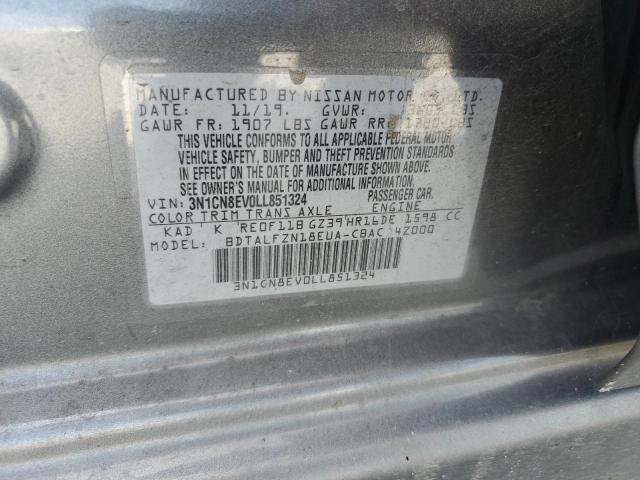 MANUFACTURED BY NISSAN MOTOR LTD.
DATE: 11/19. GVWR:
GAWR FR: 1907 LBS GAWR RR:
THIS VEHICLE CONFORMS TO ALL APPLICABLE FEDERAL MOTOR
VEHICLE SAFETY, BUMPER AND THEFT PREVENTION STANDARDS
IN EFFECT ON THE DATE OF MANUFACTURE SHOWN ABOVE.
SEE OWNER'S MANUAL FOR ADDITIONAL INFORMATION.
VIN: 3N1CN8EV0LL851324 PASSENGER CAR.
COLOR TRIM TRANS AXLE ENGINE
KAD K RE0F11B GZ39 HR16DE 1598 CC
MODEL: BDTALFZN18EUA-CBAC 4Z000
3N1CN8EV0LL851324